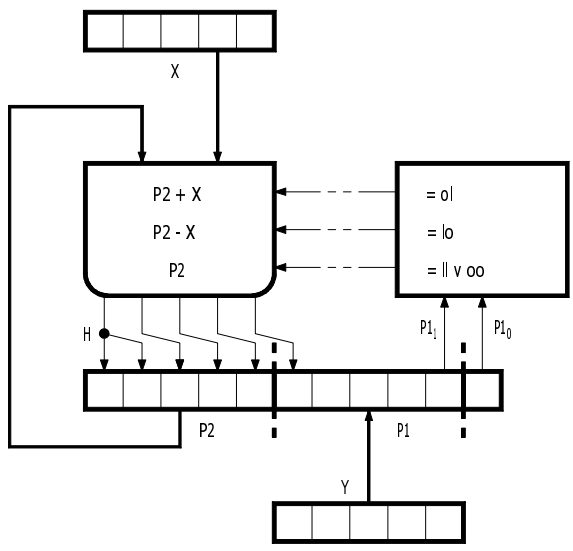 X
P2 + X
= ol
P2 - X
= lo
P2
= ll v oo
H
P1₁
P1₀
P2
P1
Y